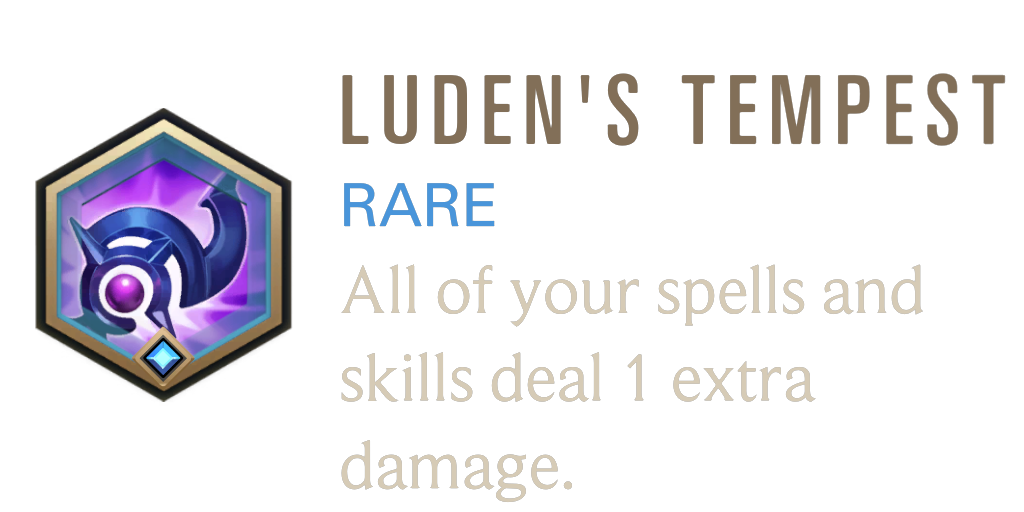 LUDEN'S TEMPEST
RARE
All of your spells and
skills deal 1 extra
damage.